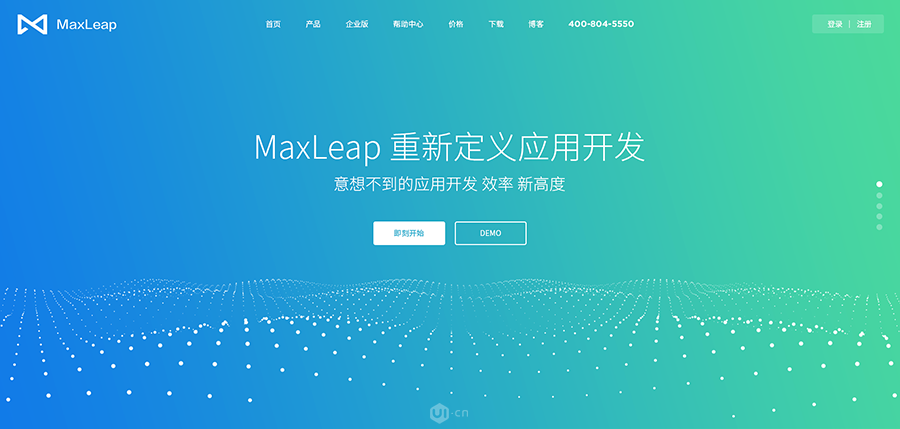 MaxLeap
首页 产品 企业版 帮助中心 价格 下载 博客 400-804-5550
登录 | 注册
MaxLeap 重新定义应用开发
意想不到的应用开发 效率 新高度
即刻开始 DEMO
UI·cn